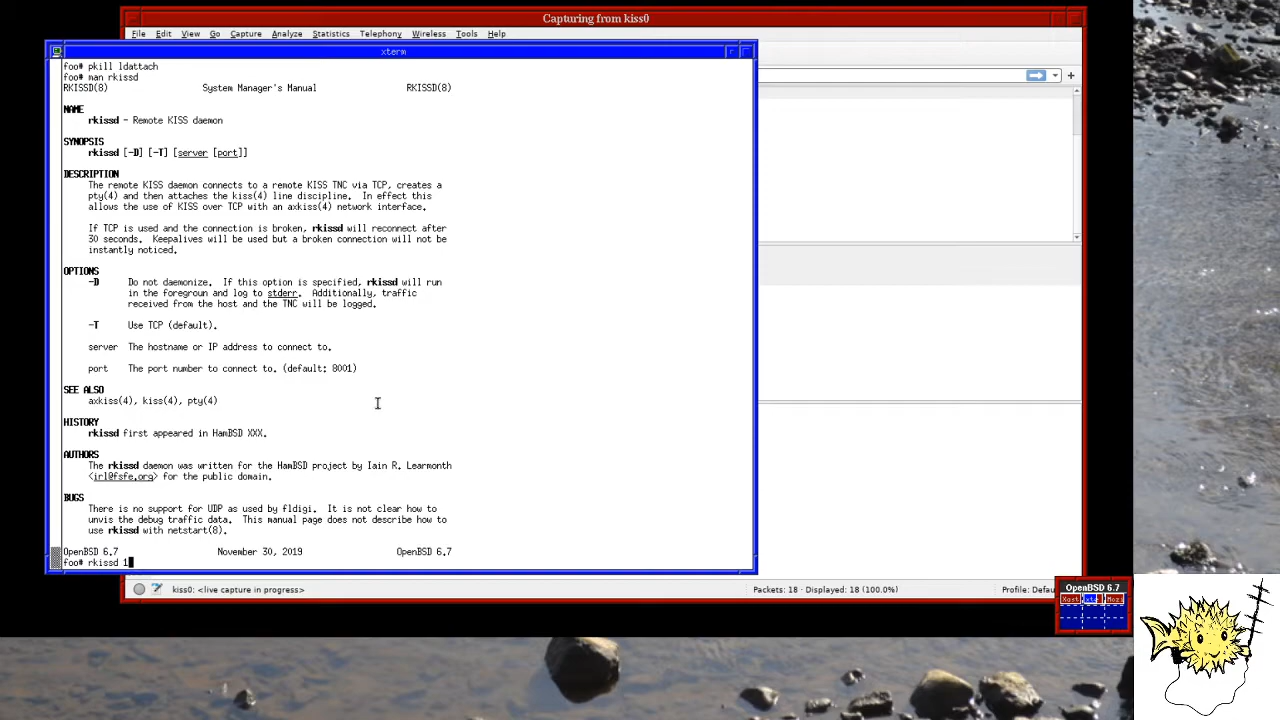 Capturing from kiss0
File Edit View Go Capture Analyze Statistics Telephony Wireless Tools Help
xterm
foo# pkill ldattach
foo# man rkissd
RKISSD(8) System Manager's Manual RKISSD(8)
NAME
rkissd - Remote KISS daemon
SYNOPSIS
rkissd [-D] [-T] [server [port]]
DESCRIPTION
The remote KISS daemon connects to a remote KISS TNC via TCP, creates a
pty(4) and then attaches the kiss(4) line discipline. In effect this
allows the use of KISS over TCP with an axkiss(4) network interface.
If TCP is used and the connection is broken, rkissd will reconnect after
30 seconds. Keepalives will be used but a broken connection will not be
instantly noticed.
OPTIONS
-D Do not daemonize. If this option is specified, rkissd will run
in the foregroun and log to stderr. Additionally, traffic
received from the host and the TNC will be logged.
-T Use TCP (default).
server The hostname or IP address to connect to.
port The port number to connect to. (default: 8001)
SEE ALSO
axkiss(4), kiss(4), pty(4)
HISTORY
rkissd first appeared in HamBSD XXX.
AUTHORS
The rkissd daemon was written for the HamBSD project by Iain R. Learmonth
<irl@fsfe.org> for the public domain.
BUGS
There is no support for UDP as used by fldigi. It is not clear how to
unvis the debug traffic data. This manual page does not describe how to
use rkissd with netstart(8).
OpenBSD 6.7 November 30, 2019 OpenBSD 6.7
foo# rkissd 1
kiss0: <live capture in progress>
Packets: 18 · Displayed: 18 (100.0%)
Profile: Defau
OpenBSD 6.7
Xost xte Mozi